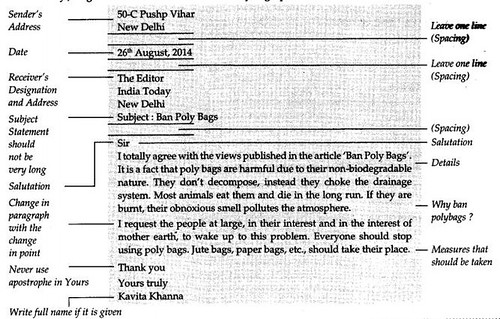 Sender's
Address
50-C Pushp Vihar
New Delhi
Leave one line
(Spacing)
Date
26th August, 2014
Leave one line
(Spacing)
Receiver's
Designation
and Address
The Editor
India Today
New Delhi
Subject
Statement
should
not be
very long
Subject : Ban Poly Bags
(Spacing)
Salutation
Sir
I totally agree with the views published in the article 'Ban Poly Bags'.
It is a fact that poly bags are harmful due to their non-biodegradable
nature. They don't decompose, instead they choke the drainage
system. Most animals eat them and die in the long run. If they are
burnt, their obnoxious smell pollutes the atmosphere.
Details
Salutation
Why ban
polybags ?
Change in
paragraph
with the
change
in point
I request the people at large, in their interest and in the interest of
mother earth, to wake up to this problem. Everyone should stop
using poly bags. Jute bags, paper bags, etc., should take their place.
Measures that
should be taken
Never use
apostrophe in Yours
Thank you
Yours truly
Kavita Khanna
Write full name if it is given